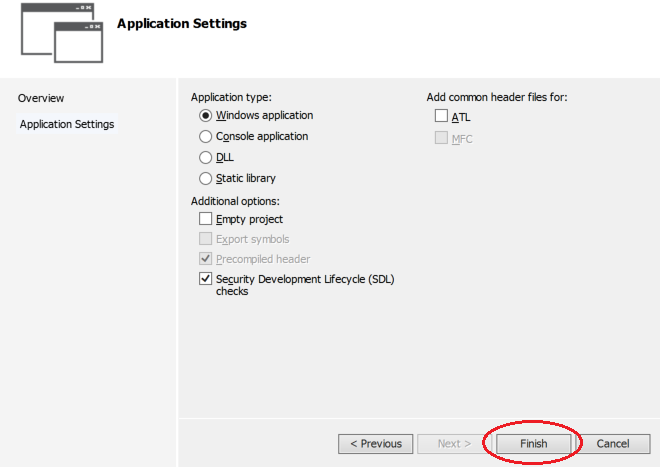 Application Settings
Overview
Application Settings
Application type:
Windows application
Console application
DLL
Static library
Additional options:
Empty project
Export symbols
Precompiled header
Security Development Lifecycle (SDL)
checks
Add common header files for:
ATL
MFC
< Previous
Next >
Finish
Cancel